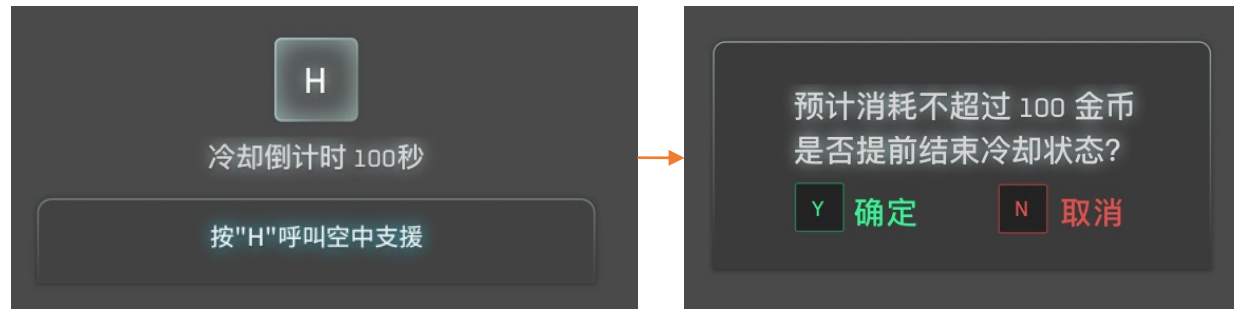 H
冷却倒计时 100秒
按"H"呼叫空中支援
预计消耗不超过 100 金币
是否提前结束冷却状态?
Y 确定 N 取消